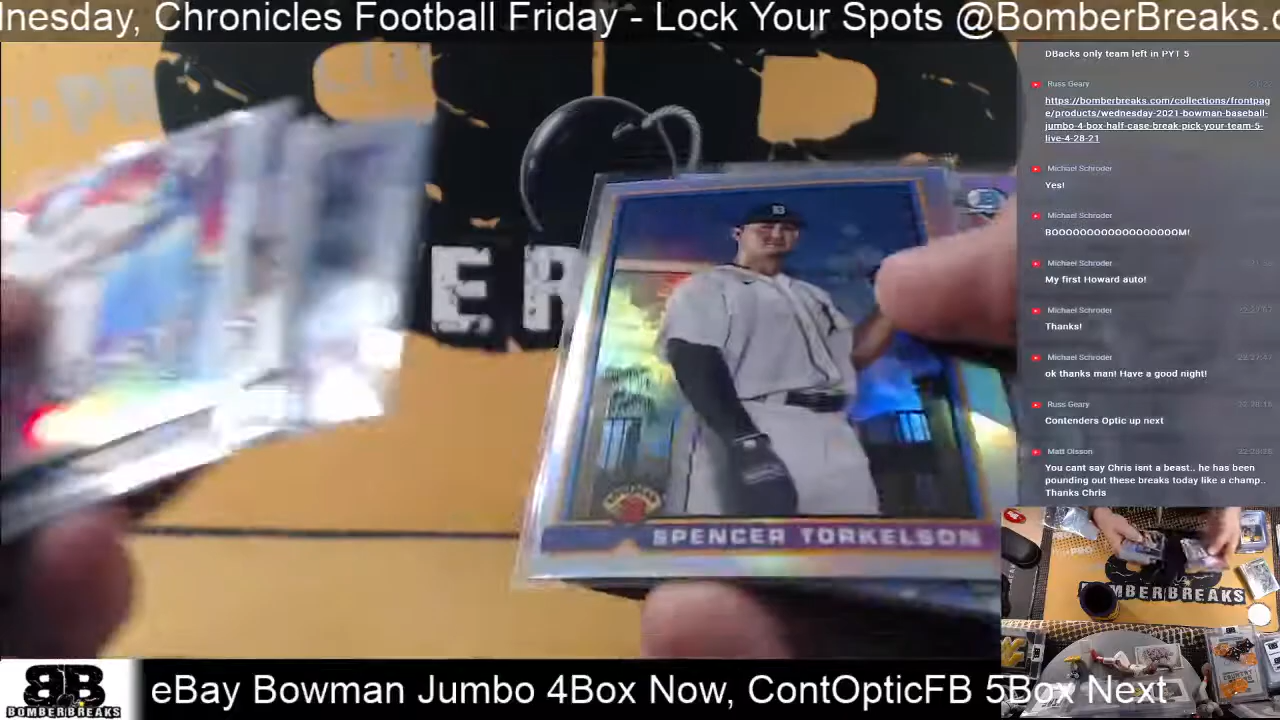 nesday, Chronicles Football Friday - Lock Your Spots @BomberBreaks.c
DBacks only team left in PYT 5
Russ Geary
https://bomberbreaks.com/collections/frontpag
e/products/wednesday-2021-bowman-baseball-
jumbo-4-box-half-case-break-pick-your-team-5-
live-4-28-21
Michael Schroder
Yes!
Michael Schroder
BOOOOOOOOOOOOOOOOOOM!
Michael Schroder
My first Howard auto!
Michael Schroder
Thanks!
Michael Schroder
ok thanks man! Have a good night!
Russ Geary
Contenders Optic up next
Matt Olsson
You cant say Chris isnt a beast.. he has been
pounding out these breaks today like a champ..
Thanks Chris
ER
SPENCER TORKELSON
BOMBERBREAKS
BB
BOMBERBREAKS
eBay Bowman Jumbo 4Box Now, ContOpticFB 5Box Next